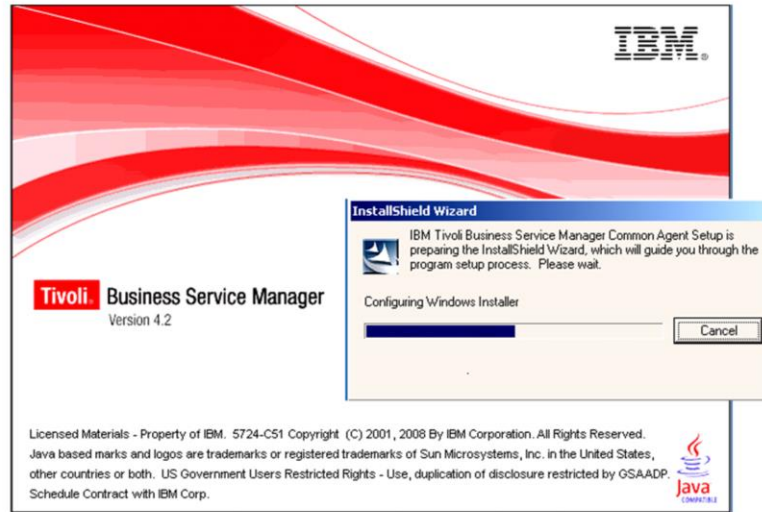 IBM.
InstallShield Wizard
IBM Tivoli Business Service Manager Common Agent Setup is
preparing the InstallShield Wizard, which will guide you through the
program setup process. Please wait.
Configuring Windows Installer
Cancel
Tivoli. Business Service Manager
Version 4.2
Licensed Materials - Property of IBM. 5724-C51 Copyright (C) 2001, 2008 By IBM Corporation. All Rights Reserved.
Java based marks and logos are trademarks or registered trademarks of Sun Microsystems, Inc. in the United States,
other countries or both. US Government Users Restricted Rights - Use, duplication of disclosure restricted by GSAADP.
Schedule Contract with IBM Corp.
Java
COMPATIBLE